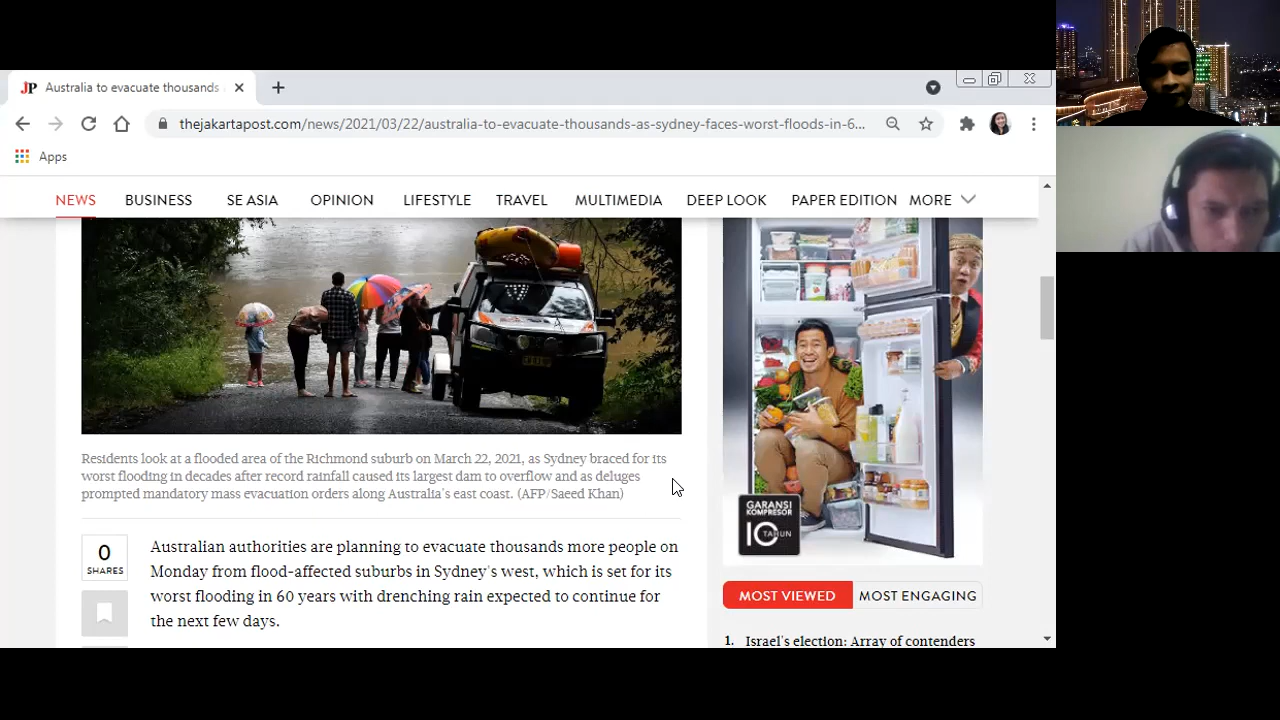 JP Australia to evacuate thousands
thejakartapost.com/news/2021/03/22/australia-to-evacuate-thousands-as-sydney-faces-worst-floods-in-6...
Apps
NEWS BUSINESS SE ASIA OPINION LIFESTYLE TRAVEL MULTIMEDIA DEEP LOOK PAPER EDITION MORE
Residents look at a flooded area of the Richmond suburb on March 22, 2021, as Sydney braced for its
worst flooding in decades after record rainfall caused its largest dam to overflow and as deluges
prompted mandatory mass evacuation orders along Australia's east coast. (AFP/Saeed Khan)
0
SHARES
Australian authorities are planning to evacuate thousands more people on
Monday from flood-affected suburbs in Sydney's west, which is set for its
worst flooding in 60 years with drenching rain expected to continue for
the next few days.
GARANSI
KOMPRESOR
10
TAHUN
MOST VIEWED MOST ENGAGING
1. Israel's election: Array of contenders